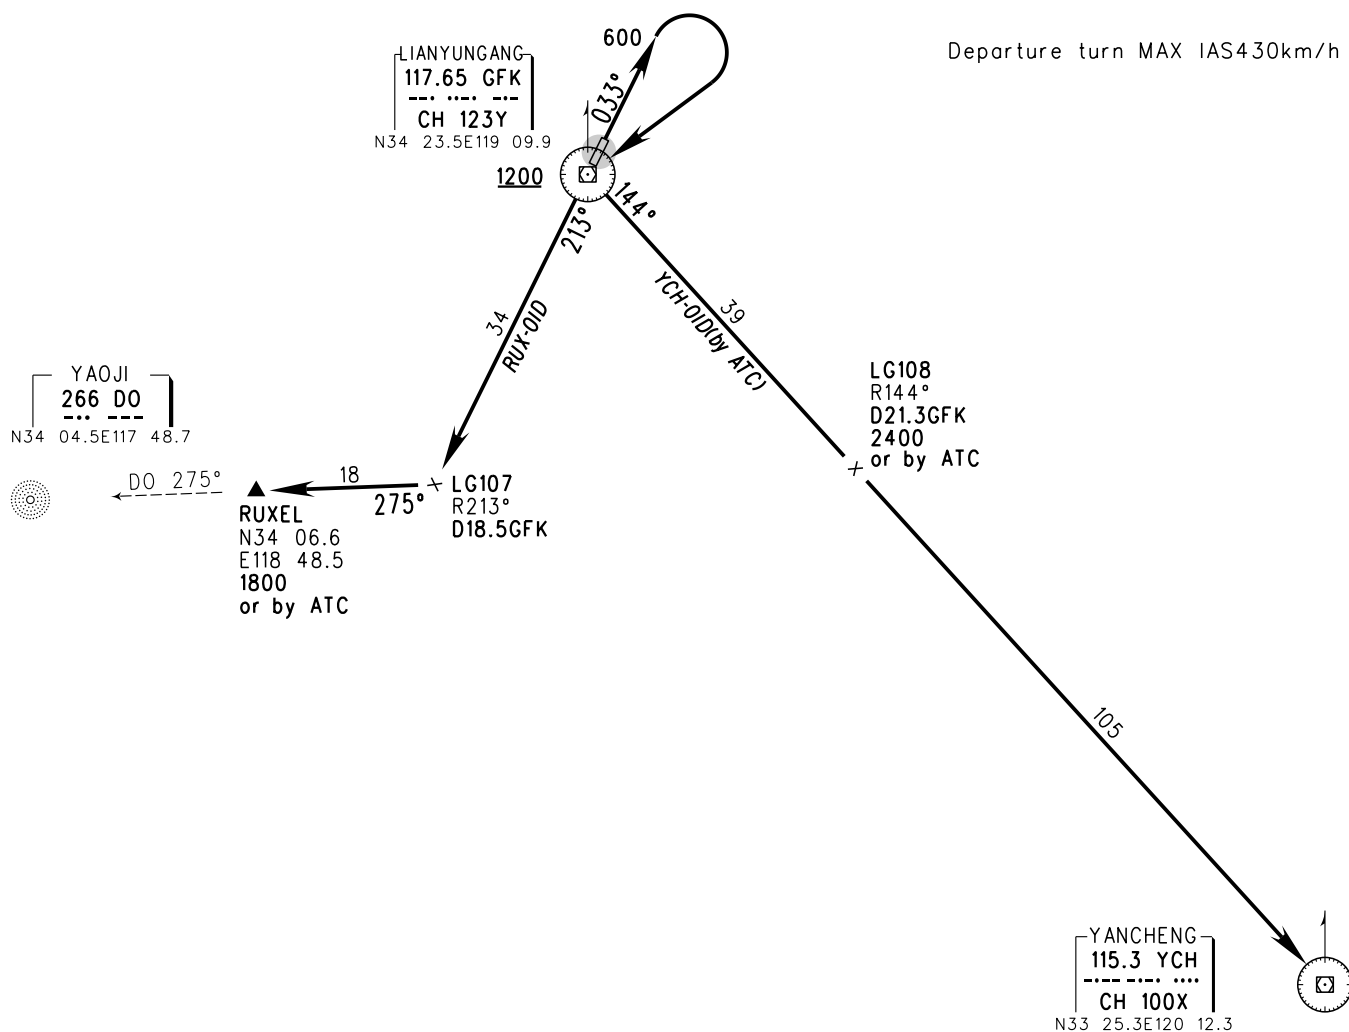 Departure turn MAX IAS430km/h
LIANYUNGANG
117.65 GFK
CH 123Y
N34 23.5E119 09.9
600
033°
1200
213°
144°
34
RUX-01D
YCH-01D(by ATC)
39
YAOJI
266 DO
N34 04.5E117 48.7
DO 275°
18
275°
RUXEL
N34 06.6
E118 48.5
1800
or by ATC
LG107
R213°
D18.5GFK
LG108
R144°
D21.3GFK
2400
or by ATC
105
YANCHENG
115.3 YCH
CH 100X
N33 25.3E120 12.3